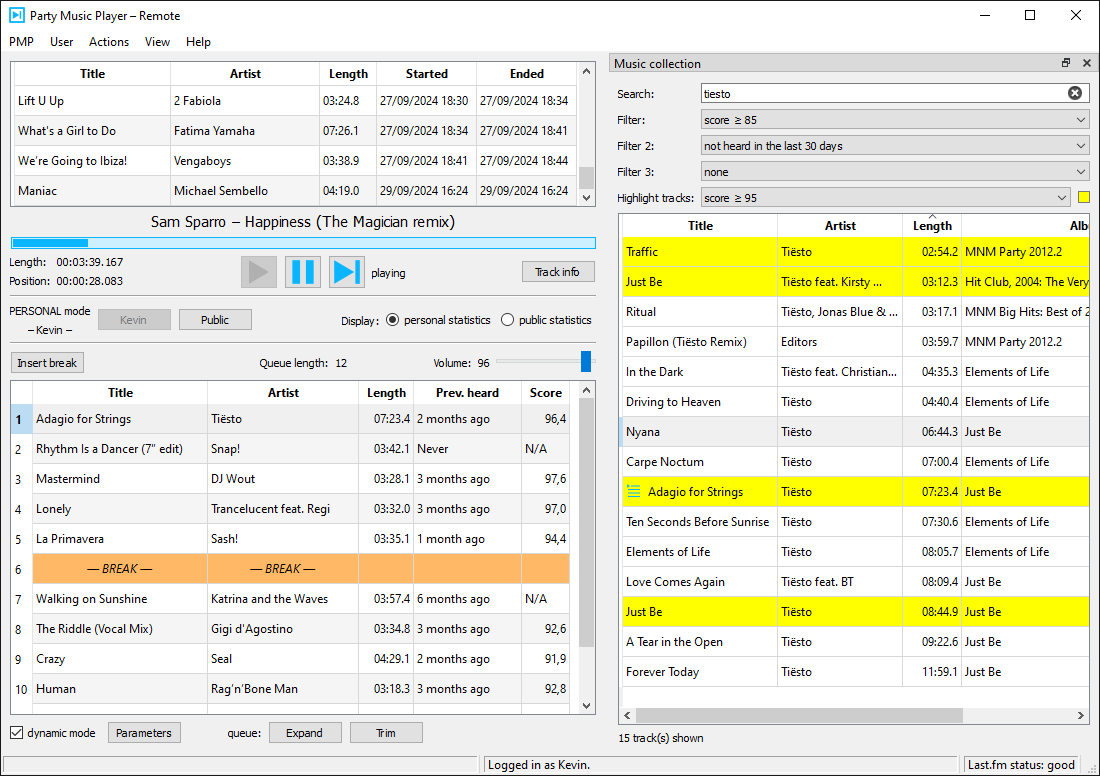 Party Music Player – Remote
PMP User Actions View Help
Title Artist Length Started Ended
Lift U Up 2 Fabiola 03:24.8 27/09/2024 18:30 27/09/2024 18:34
What's a Girl to Do Fatima Yamaha 07:26.1 27/09/2024 18:34 27/09/2024 18:41
We're Going to Ibiza! Vengaboys 03:38.9 27/09/2024 18:41 27/09/2024 18:44
Maniac Michael Sembello 04:19.0 29/09/2024 16:24 29/09/2024 16:24
Sam Sparro – Happiness (The Magician remix)
Length: 00:03:39.167
Position: 00:00:28.083
playing
Track info
PERSONAL mode
– Kevin –
Kevin Public
Display: personal statistics public statistics
Insert break Queue length: 12 Volume: 96
Title Artist Length Prev. heard Score
1 Adagio for Strings Tiësto 07:23.4 2 months ago 96,4
2 Rhythm Is a Dancer (7" edit) Snap! 03:42.1 Never N/A
3 Mastermind DJ Wout 03:28.1 3 months ago 97,6
4 Lonely Trancelucent feat. Regi 03:32.0 3 months ago 97,0
5 La Primavera Sash! 03:35.1 1 month ago 94,4
6 — BREAK — — BREAK —
7 Walking on Sunshine Katrina and the Waves 03:57.4 6 months ago N/A
8 The Riddle (Vocal Mix) Gigi d'Agostino 03:34.8 3 months ago 92,6
9 Crazy Seal 04:29.1 2 months ago 91,9
10 Human Rag'n'Bone Man 03:18.3 3 months ago 92,8
dynamic mode Parameters queue: Expand Trim
Music collection
Search: tiesto
Filter: score ≥ 85
Filter 2: not heard in the last 30 days
Filter 3: none
Highlight tracks: score ≥ 95
Title Artist Length Alb
Traffic Tiësto 02:54.2 MNM Party 2012.2
Just Be Tiësto feat. Kirsty ... 03:12.3 Hit Club, 2004: The Very
Ritual Tiësto, Jonas Blue & ... 03:17.1 MNM Big Hits: Best of 2
Papillon (Tiësto Remix) Editors 03:59.7 MNM Party 2012.2
In the Dark Tiësto feat. Christian... 04:35.3 Elements of Life
Driving to Heaven Tiësto 04:40.4 Elements of Life
Nyana Tiësto 06:44.3 Just Be
Carpe Noctum Tiësto 07:00.4 Elements of Life
Adagio for Strings Tiësto 07:23.4 Just Be
Ten Seconds Before Sunrise Tiësto 07:30.6 Elements of Life
Elements of Life Tiësto 08:05.7 Elements of Life
Love Comes Again Tiësto feat. BT 08:09.4 Just Be
Just Be Tiësto 08:44.9 Just Be
A Tear in the Open Tiësto 09:22.6 Just Be
Forever Today Tiësto 11:59.1 Just Be
15 track(s) shown
Logged in as Kevin. Last.fm status: good